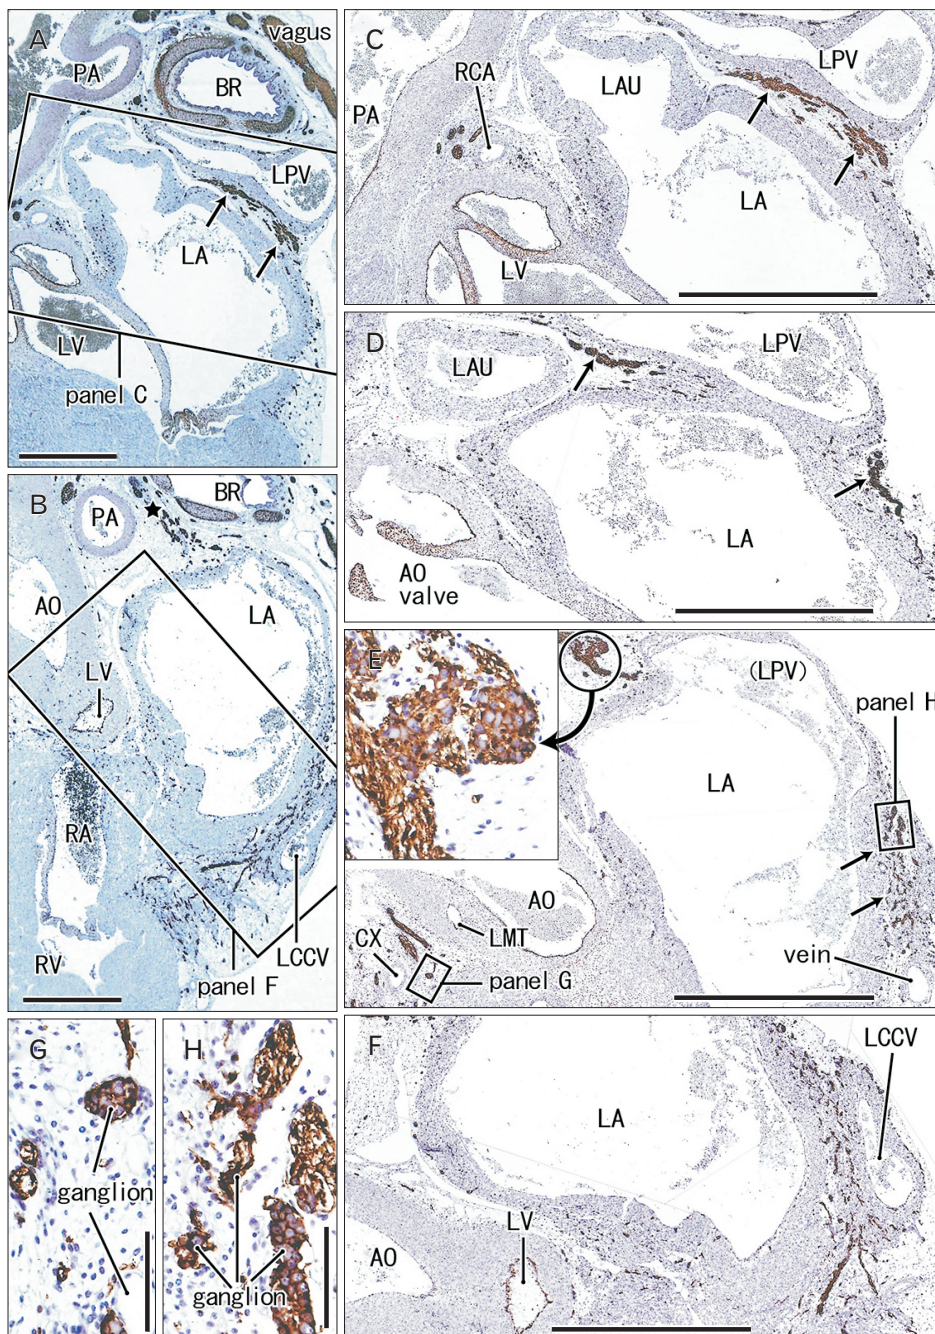 A
vagus
PA
BR
LPV
LA
LV
panel C
B
BR
PA
AO
LA
LV
RA
LCCV
RV
panel F
C
LPV
RCA
LAU
PA
LA
LV
D
LPV
LAU
LA
AO
valve
E
(LPV)
panel H
LA
AO
LMT
CX
panel G
vein
F
LCCV
LA
LV
AO
G
ganglion
H
ganglion